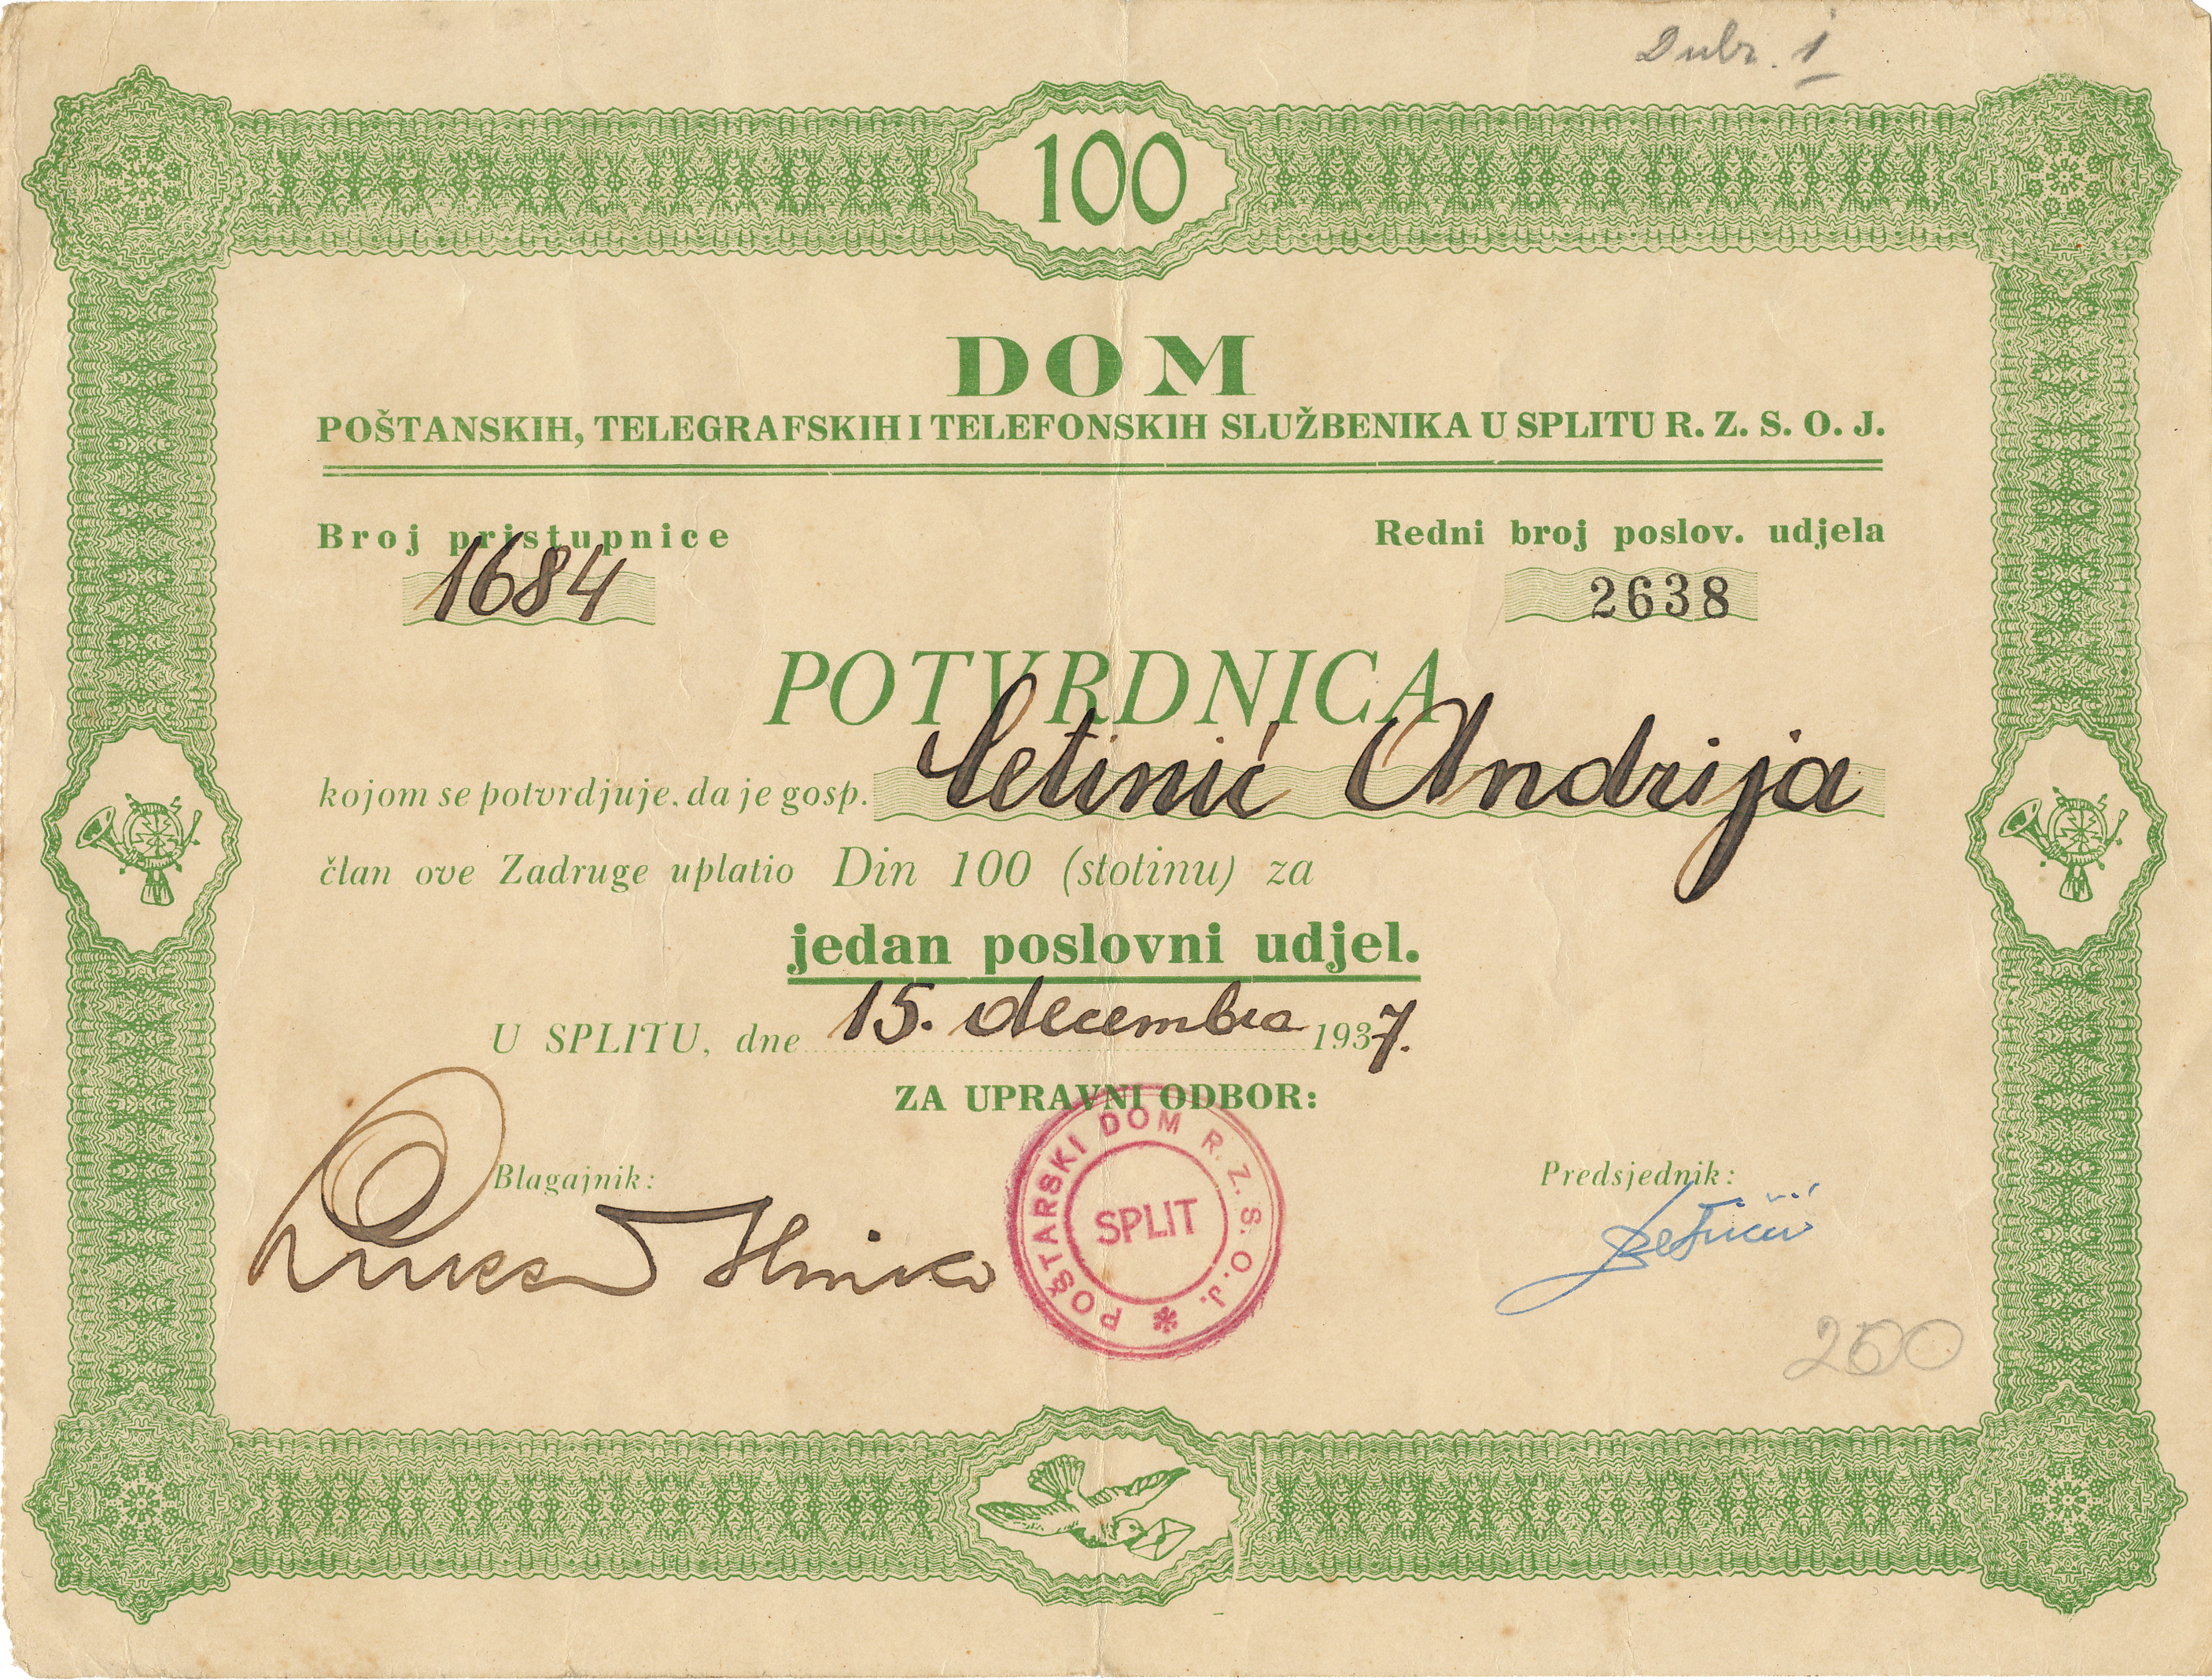 Dubr. 1
100
DOM
POŠTANSKIH, TELEGRAFSKIH I TELEFONSKIH SLUŽBENIKA U SPLITU R. Z. S. O. J.
Broj pristupnice
Redni broj poslov. udjela
1684
2638
POTVRDNICA
kojom se potvrdjuje, da je gosp. Cetinić Andrija
član ove Zadruge uplatio Din 100 (stotinu) za
jedan poslovni udjel.
U SPLITU, dne 15. decembra 1937.
ZA UPRAVNI ODBOR:
POŠTARSKI DOM R. Z. S. O. J.
SPLIT
Blagajnik:
Predsjednik:
200